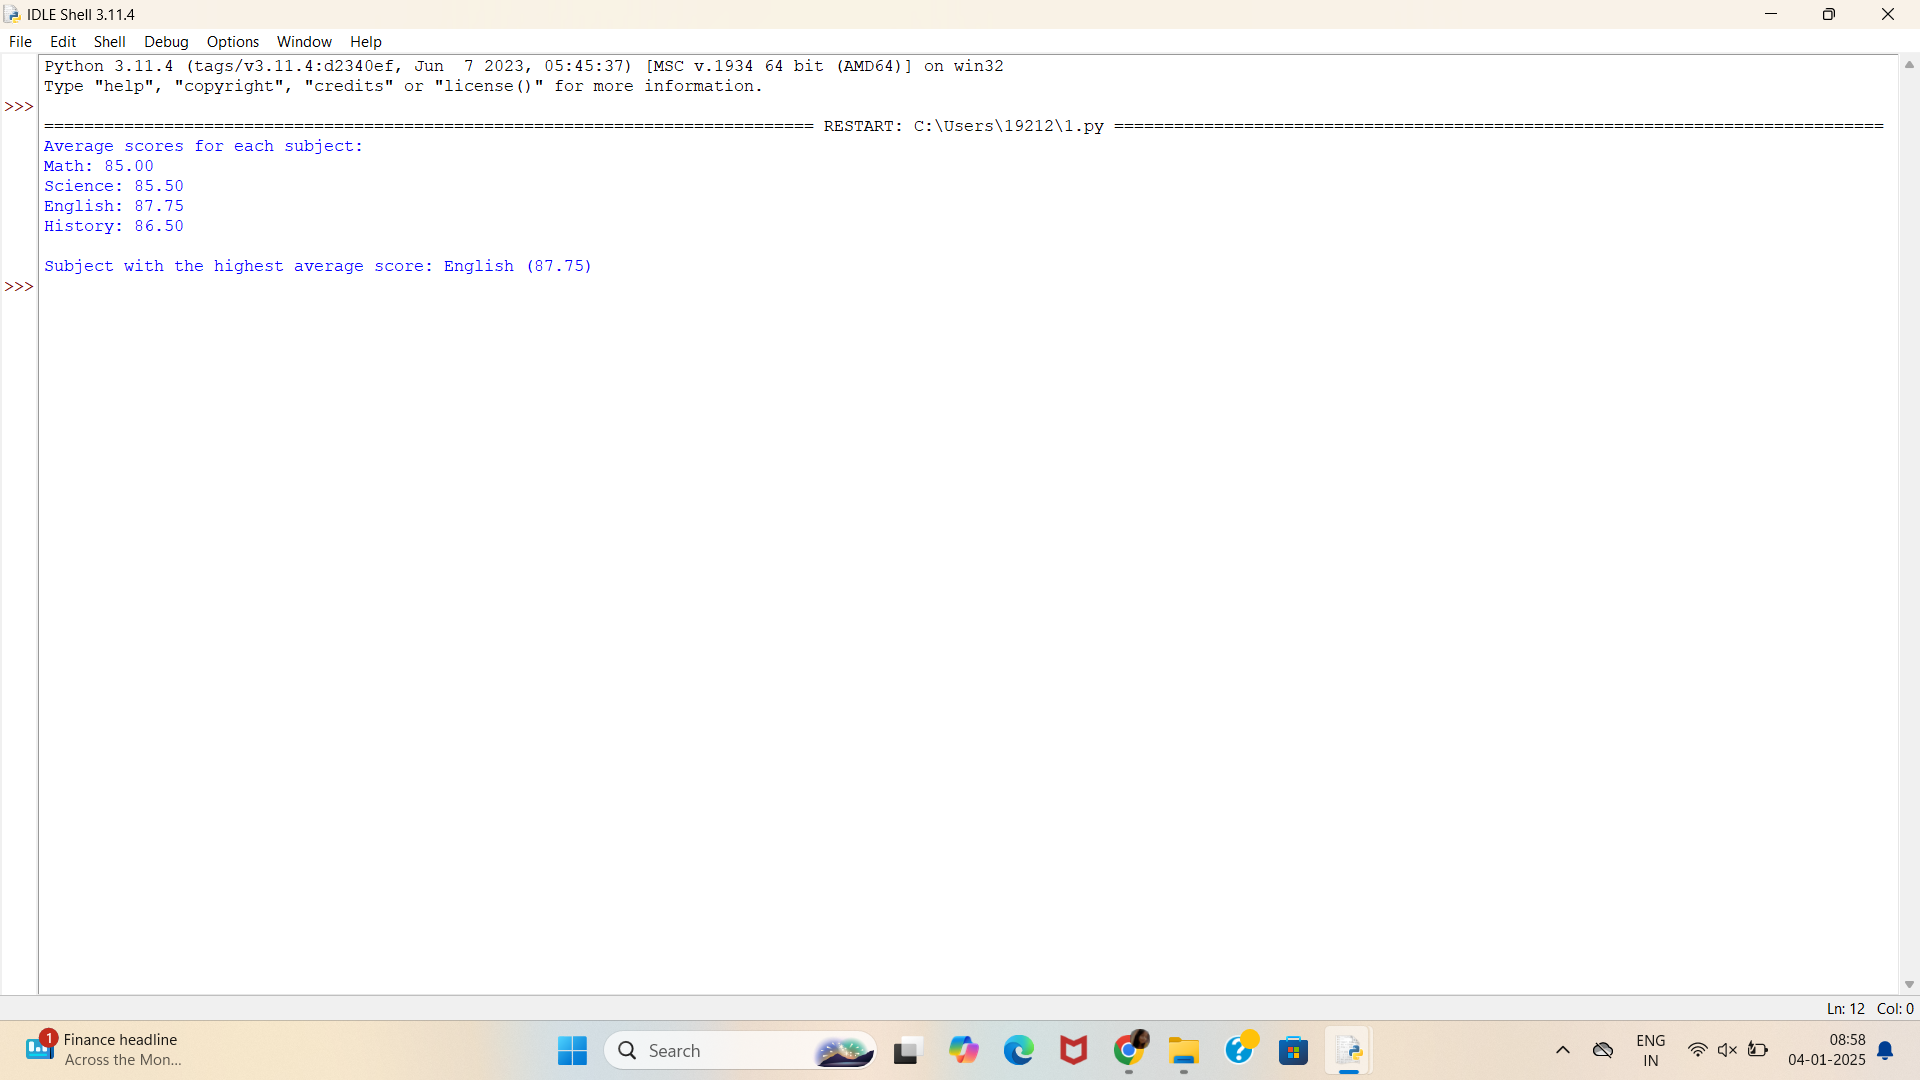 IDLE Shell 3.11.4
File Edit Shell Debug Options Window Help
Python 3.11.4 (tags/v3.11.4:d2340ef, Jun  7 2023, 05:45:37) [MSC v.1934 64 bit (AMD64)] on win32
Type "help", "copyright", "credits" or "license()" for more information.
>>>
============================================================================= RESTART: C:\Users\19212\1.py =============================================================================
Average scores for each subject:
Math: 85.00
Science: 85.50
English: 87.75
History: 86.50
Subject with the highest average score: English (87.75)
>>>
Ln: 12 Col: 0
1
Finance headline
Across the Mon...
Search
ENG
IN
08:58
04-01-2025